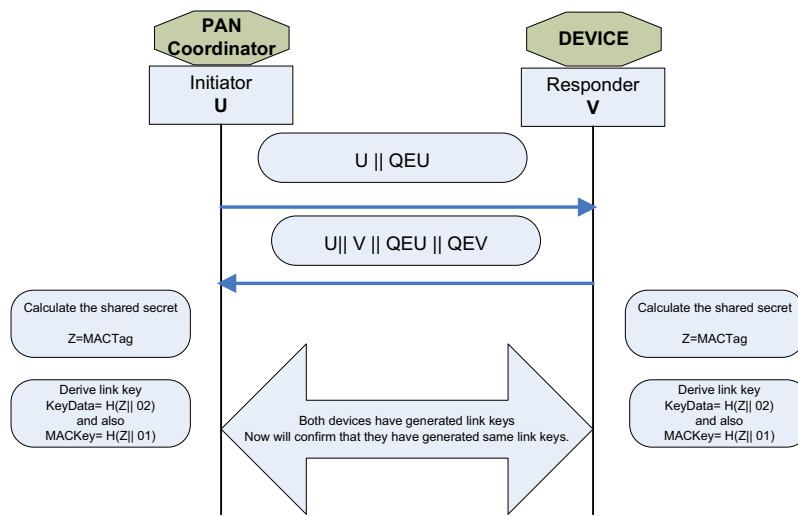 PAN
Coordinator
DEVICE
Initiator
U
Responder
V
U || QEU
U|| V || QEU || QEV
Calculate the shared secret
Z=MACTag
Calculate the shared secret
Z=MACTag
Derive link key
KeyData= H(Z|| 02)
and also
MACKey= H(Z|| 01)
Both devices have generated link keys
Now will confirm that they have generated same link keys.
Derive link key
KeyData= H(Z|| 02)
and also
MACKey= H(Z|| 01)